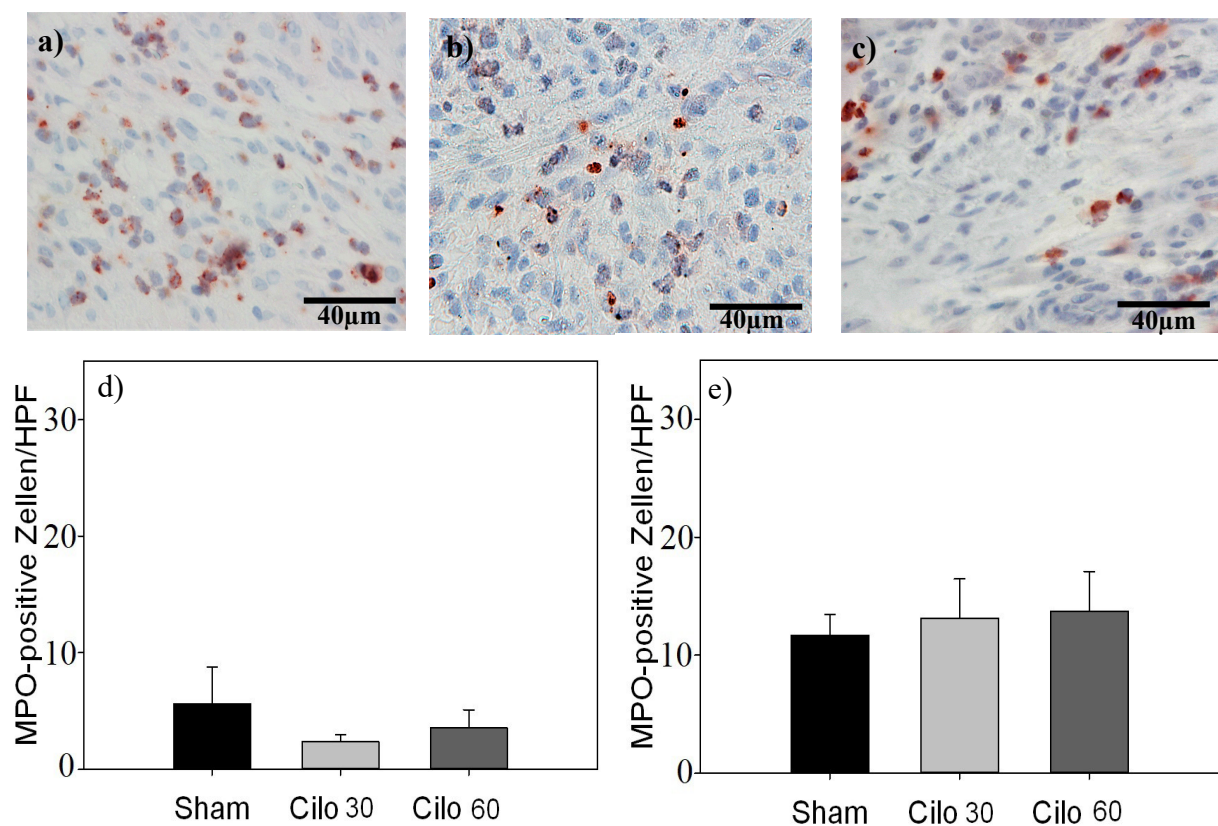 a)
b)
c)
40µm
40µm
40µm
d)
MPO-positive Zellen/HPF
30
20
10
0
Sham Cilo 30 Cilo 60
e)
MPO-positive Zellen/HPF
30
20
10
0
Sham Cilo 30 Cilo 60